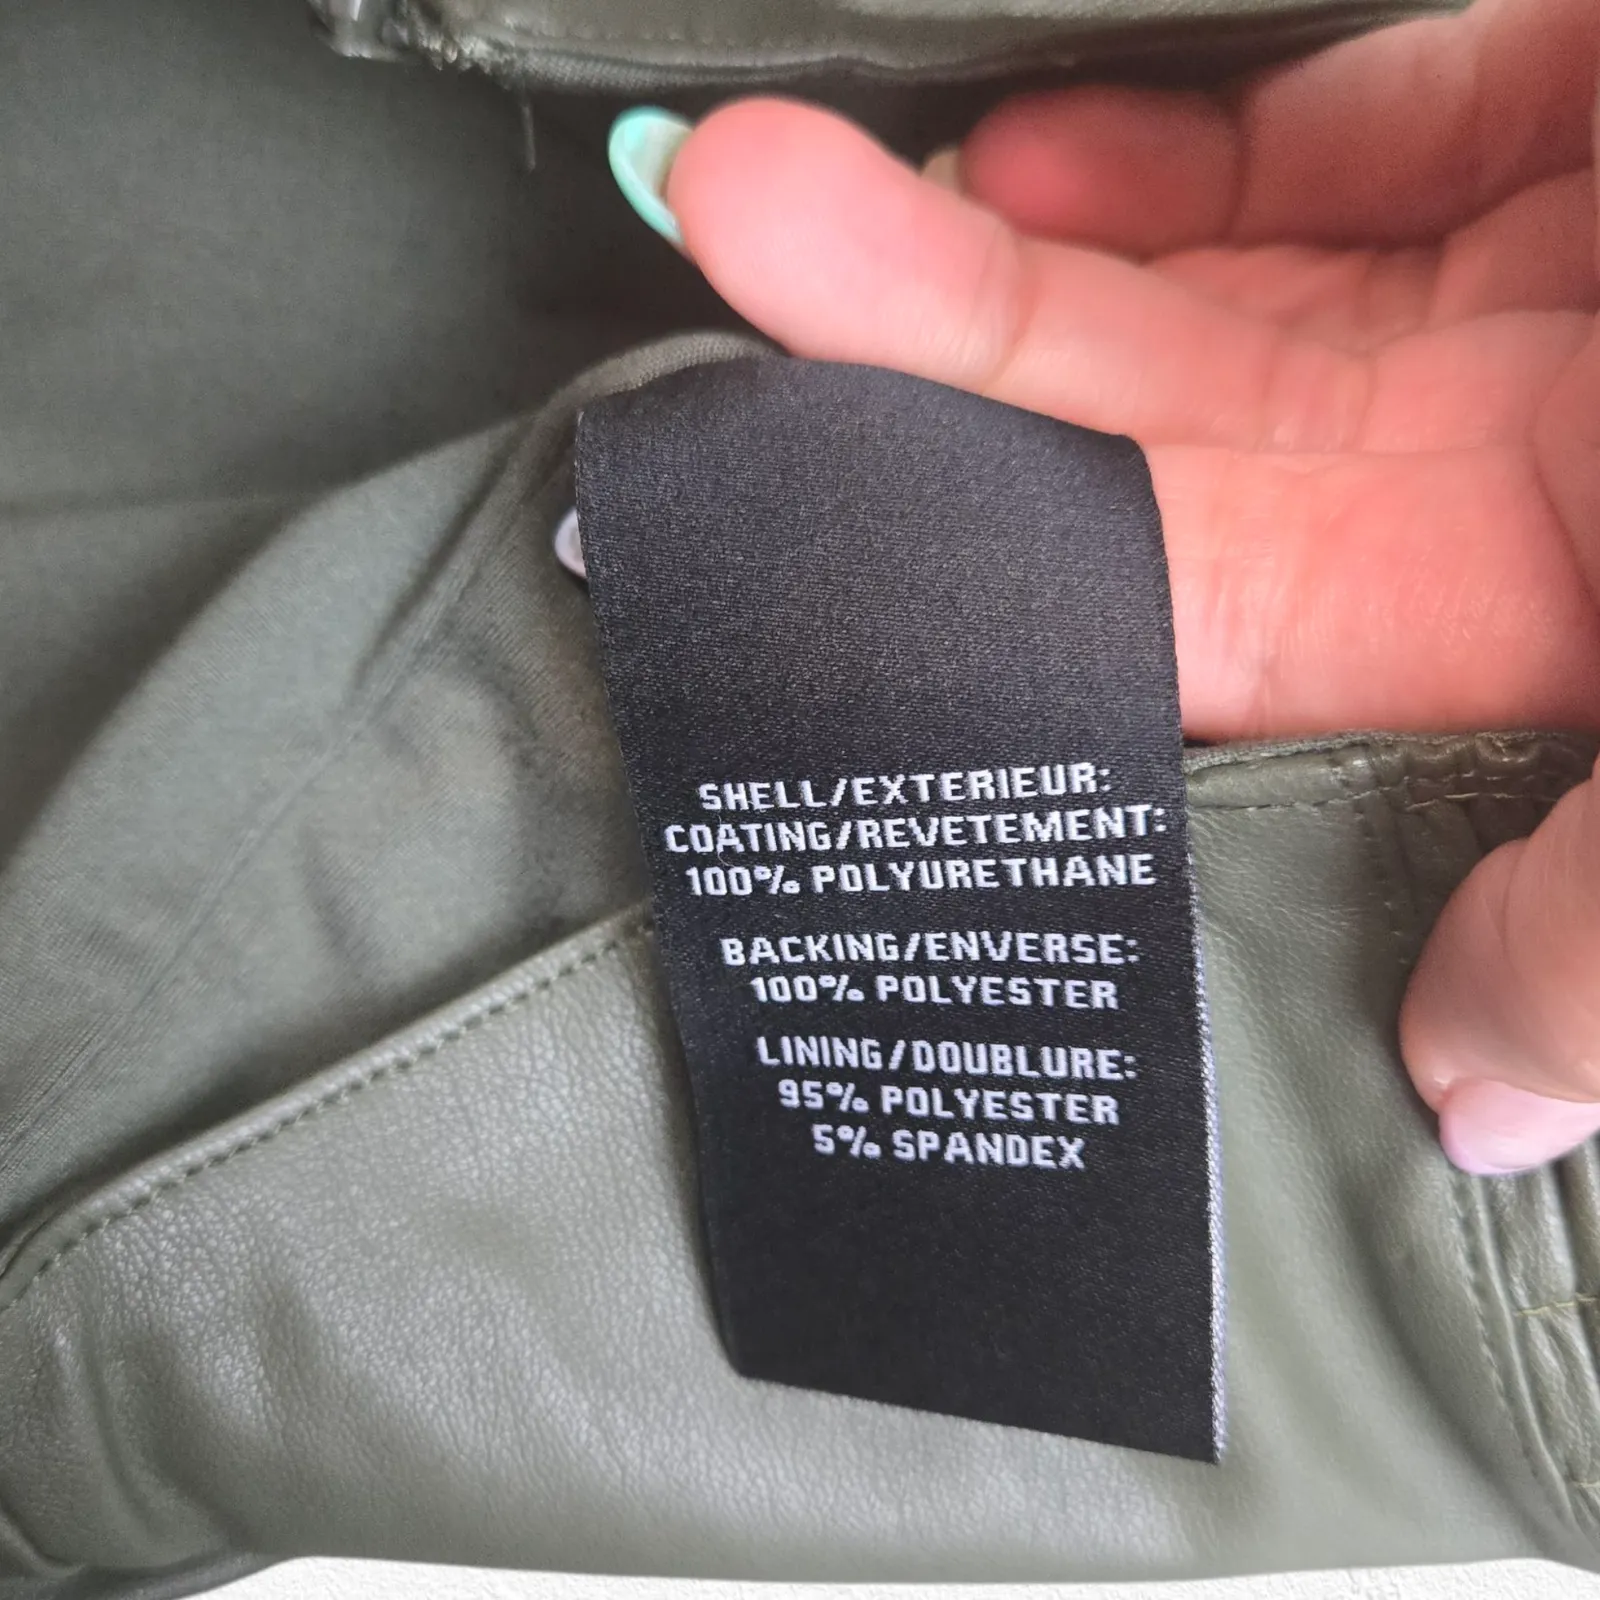 SHELL/EXTERIEUR:
COATING/REVETEMENT:
100% POLYURETHANE
BACKING/ENVERSE:
100% POLYESTER
LINING/DOUBLURE:
95% POLYESTER
5% SPANDEX